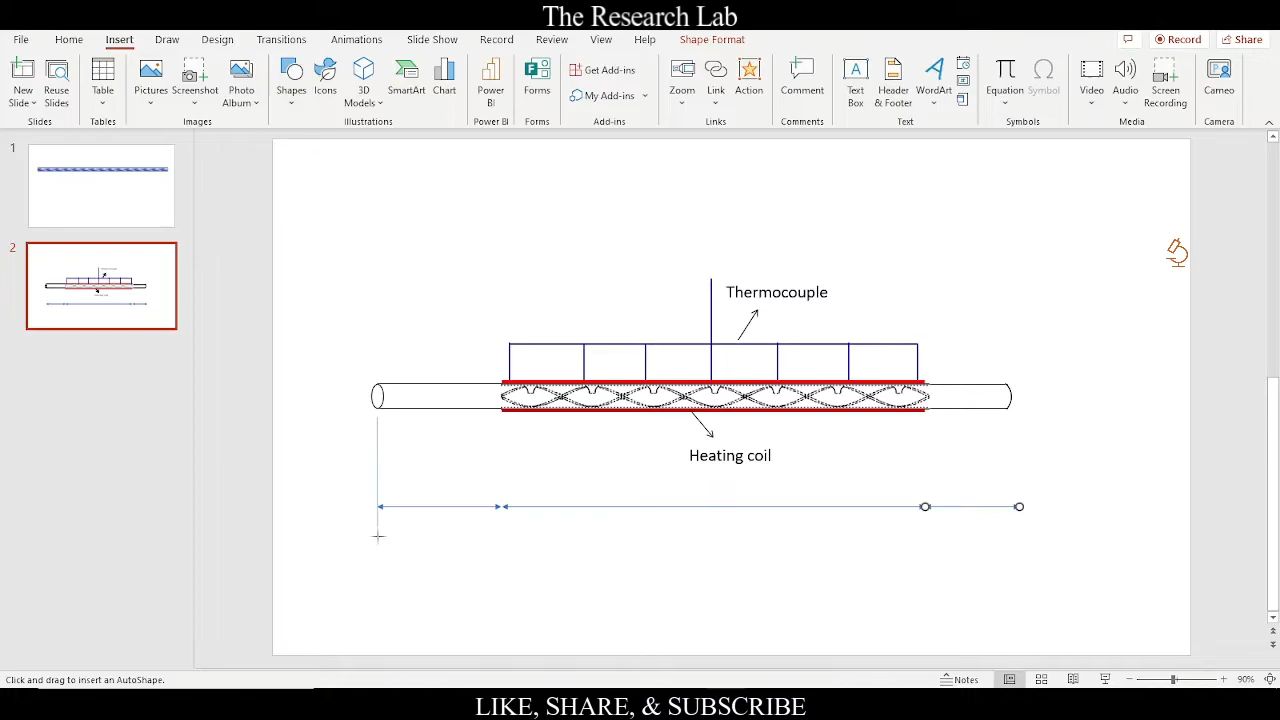 The Research Lab
File Home Insert Draw Design Transitions Animations Slide Show Record Review View Help Shape Format Record Share
New Slide Reuse Slides Table Pictures Screenshot Photo Album Shapes Icons 3D Models SmartArt Chart Power BI Forms Get Add-ins My Add-ins Zoom Link Action Comment Text Box Header & Footer WordArt Equation Symbol Video Audio Screen Recording Cameo
Slides Tables Images Illustrations Power BI Forms Add-ins Links Comments Text Symbols Media Camera
1
2
Thermocouple
Heating coil
Click and drag to insert an AutoShape. Notes 90%
LIKE, SHARE, & SUBSCRIBE